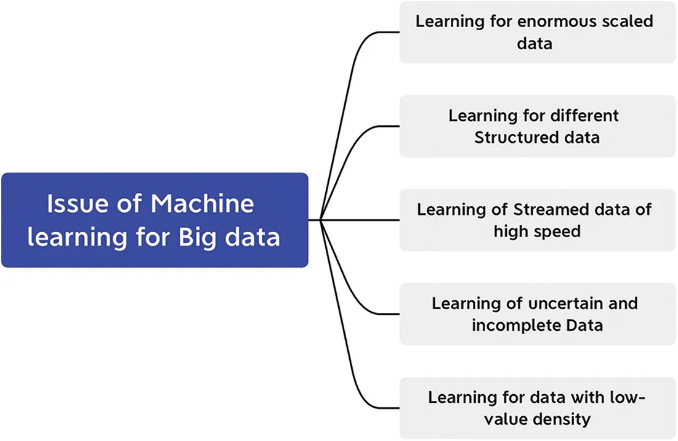 Learning for enormous scaled
data
Learning for different
Structured data
Issue of Machine
learning for Big data
Learning of Streamed data of
high speed
Learning of uncertain and
incomplete Data
Learning for data with low-
value density